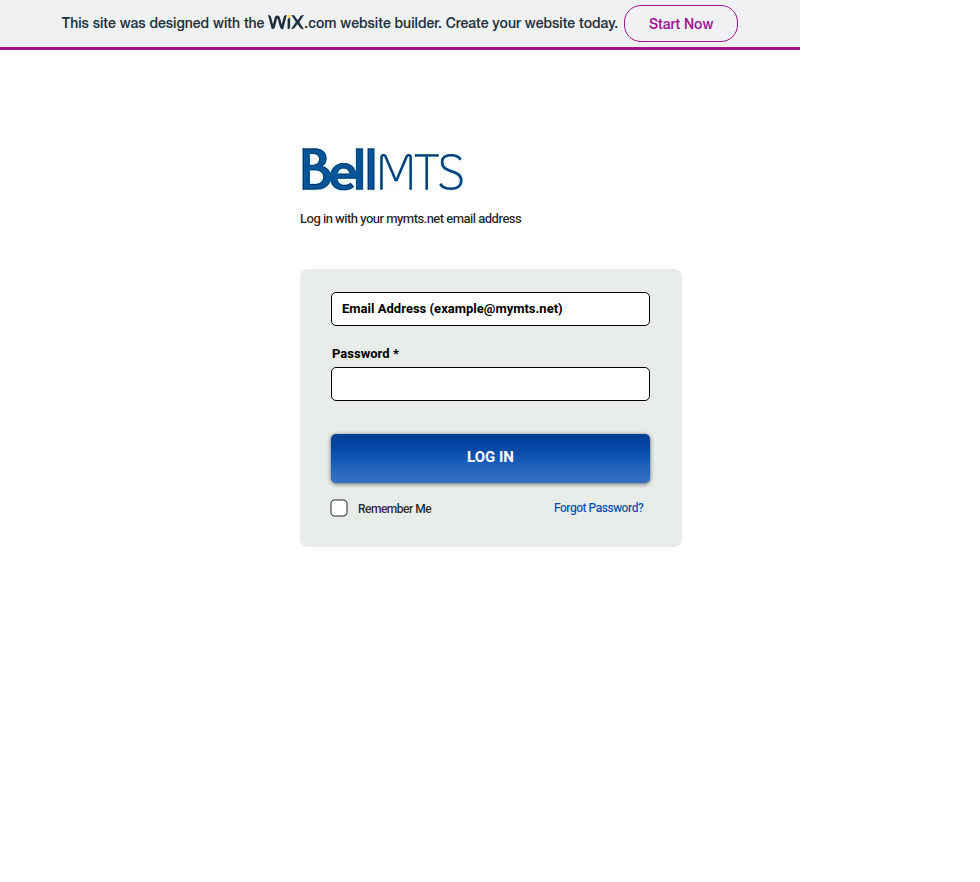 This site was designed with the WiX.com website builder. Create your website today. Start Now
BellMTS
Log in with your mymts.net email address
Email Address (example@mymts.net)
Password *
LOG IN
Remember Me Forgot Password?